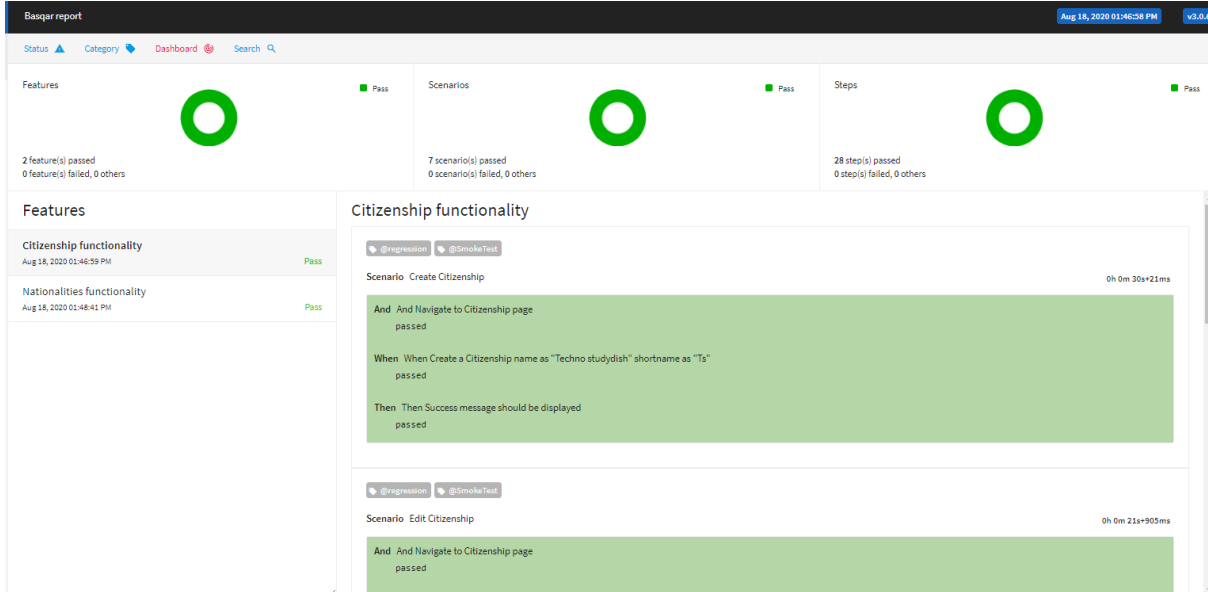 Basqar report
Aug 18, 2020 01:46:58 PM
Status
Category
Dashboard
Search
Features
Pass
2 feature(s) passed
0 feature(s) failed, 0 others
Scenarios
Pass
7 scenario(s) passed
0 scenario(s) failed, 0 others
Steps
Pass
28 step(s) passed
0 step(s) failed, 0 others
Features
Citizenship functionality
Aug 18, 2020 01:46:59 PM Pass
Nationalities functionality
Aug 18, 2020 01:48:41 PM Pass
Citizenship functionality
@regression @SmokeTest
Scenario Create Citizenship 0h 0m 30s+21ms
And And Navigate to Citizenship page
passed
When When Create a Citizenship name as "Techno studydish" shortname as "Ts"
passed
Then Then Success message should be displayed
passed
@regression @SmokeTest
Scenario Edit Citizenship 0h 0m 21s+905ms
And And Navigate to Citizenship page
passed